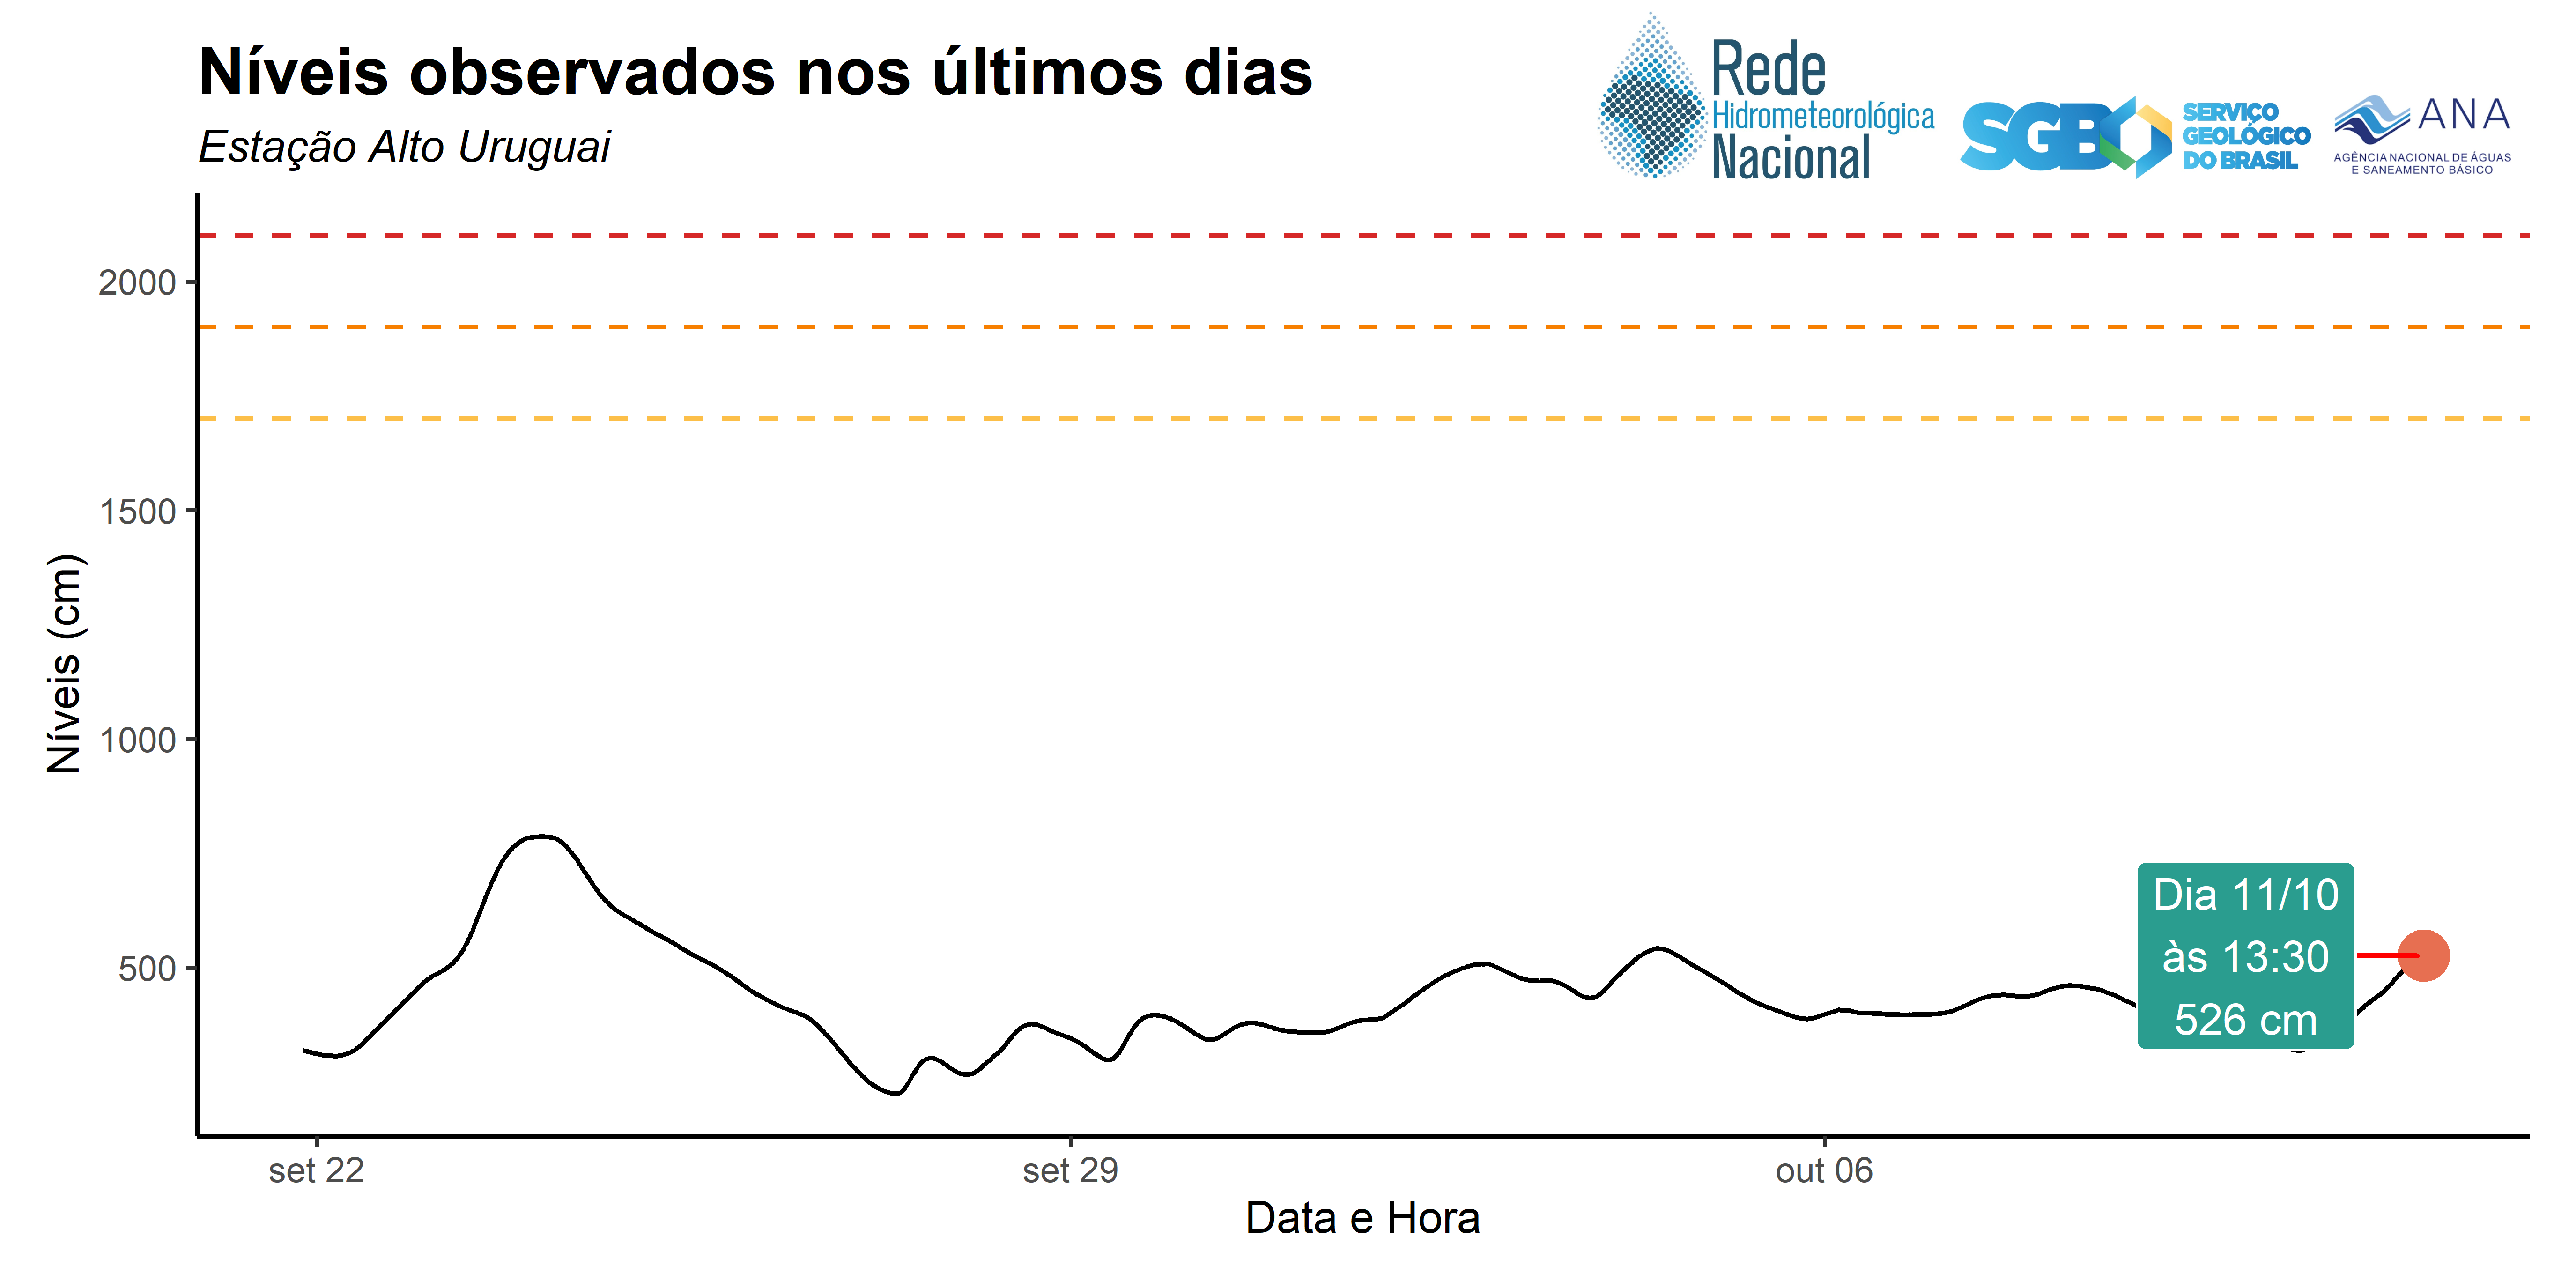 Níveis observados nos últimos dias
Estação Alto Uruguai
Rede
Hidrometeorológica
Nacional
SGB
SERVIÇO
GEOLÓGICO
DO BRASIL
ANA
AGÊNCIA NACIONAL DE ÁGUAS
E SANEAMENTO BÁSICO
Níveis (cm)
2000
1500
1000
500
Dia 11/10
às 13:30
526 cm
set 22
set 29
out 06
Data e Hora